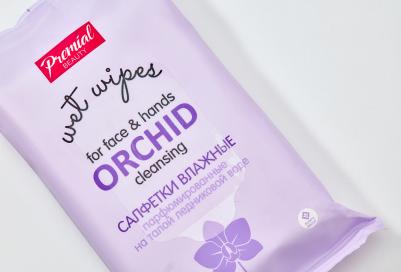 Premial
BEAUTY
wet wipes
for face & hands
ORCHID
cleansing
САЛФЕТКИ ВЛАЖНЫЕ
парфюмированные
на талой ледниковой воде